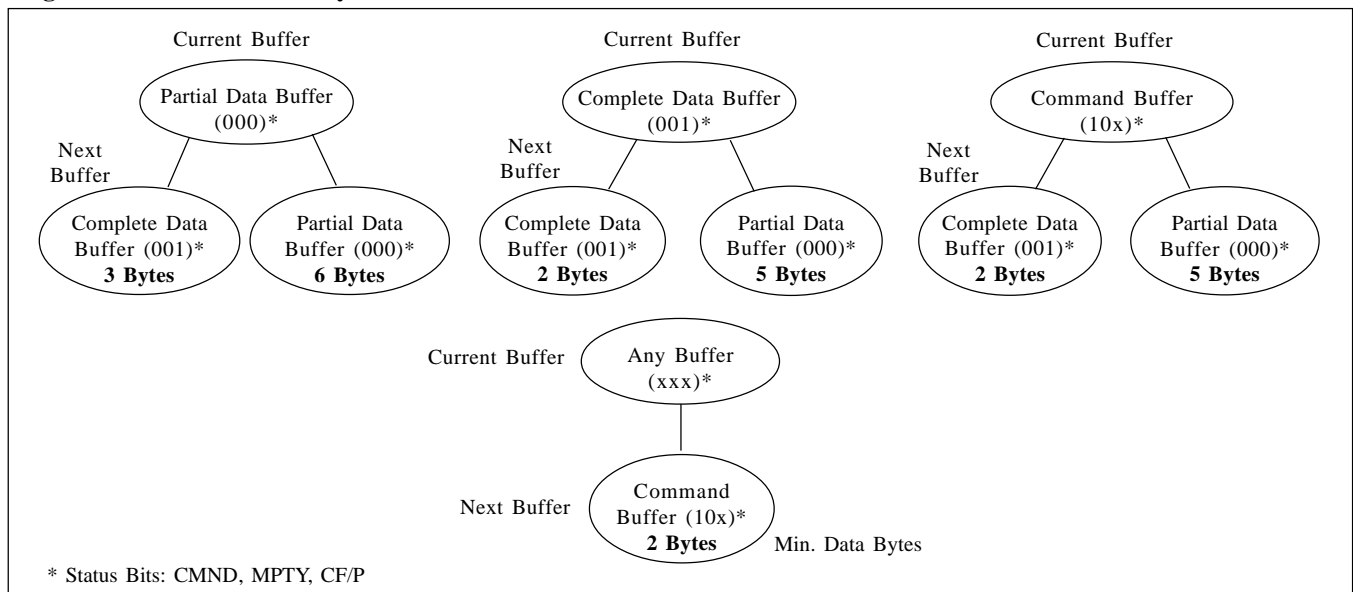 Current Buffer
Partial Data Buffer
(000)*
Next
Buffer
Complete Data
Buffer (001)*
3 Bytes
Partial Data
Buffer (000)*
6 Bytes
Current Buffer
Complete Data Buffer
(001)*
Next
Buffer
Complete Data
Buffer (001)*
2 Bytes
Partial Data
Buffer (000)*
5 Bytes
Current Buffer
Command Buffer
(10x)*
Next
Buffer
Complete Data
Buffer (001)*
2 Bytes
Partial Data
Buffer (000)*
5 Bytes
Current Buffer
Any Buffer
(xxx)*
Next Buffer
Command
Buffer (10x)*
2 Bytes
Min. Data Bytes
* Status Bits: CMND, MPTY, CF/P